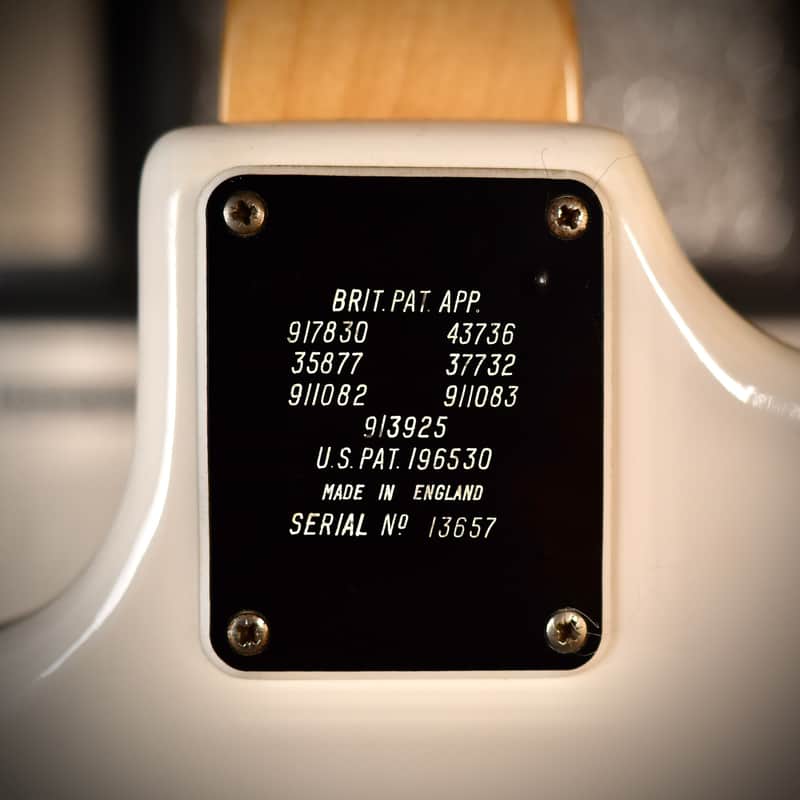 BRIT. PAT. APP.
917830 43736
35877 37732
911082 911083
913925
U.S. PAT. 196530
MADE IN ENGLAND
SERIAL Nº 13657